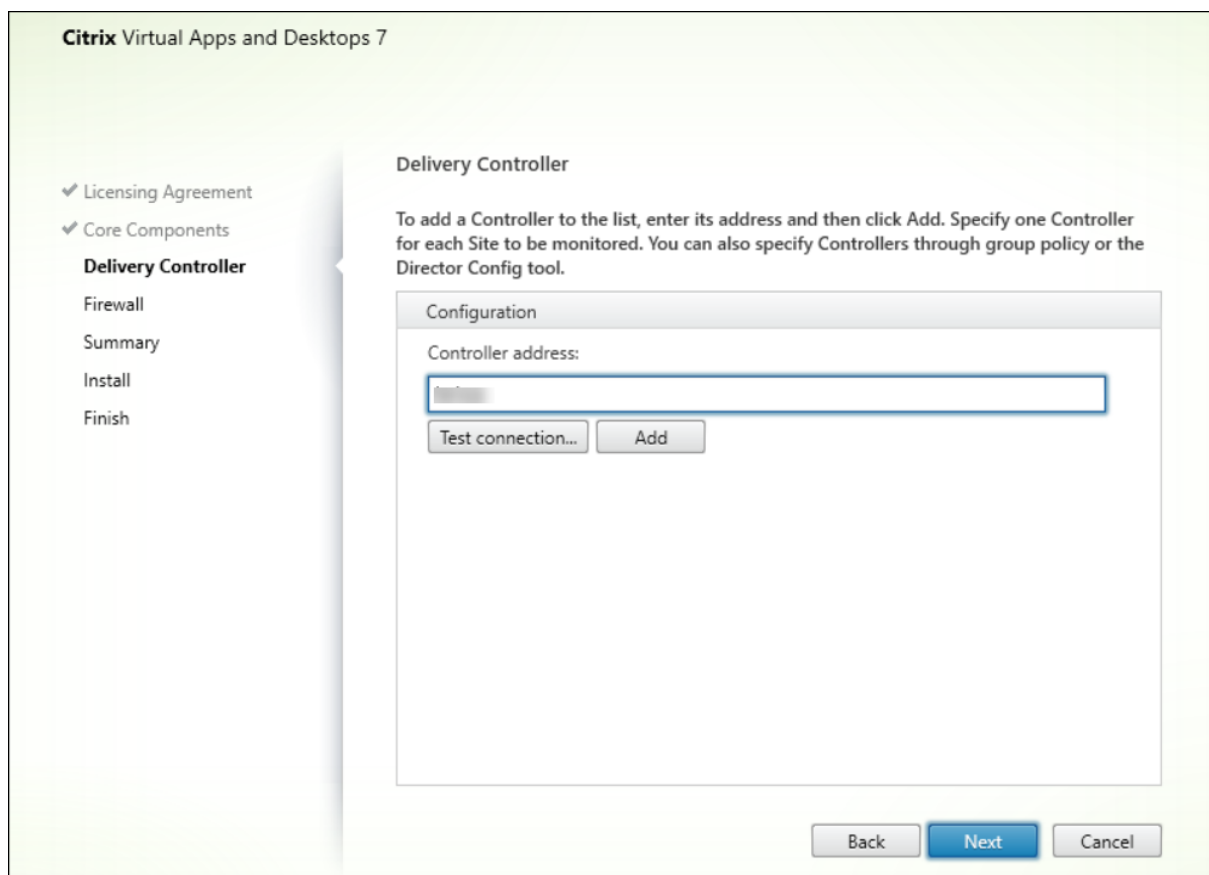 Citrix Virtual Apps and Desktops 7
Licensing Agreement
Core Components
Delivery Controller
Firewall
Summary
Install
Finish
Delivery Controller
To add a Controller to the list, enter its address and then click Add. Specify one Controller
for each Site to be monitored. You can also specify Controllers through group policy or the
Director Config tool.
Configuration
Controller address:
Test connection...
Add
Back
Next
Cancel